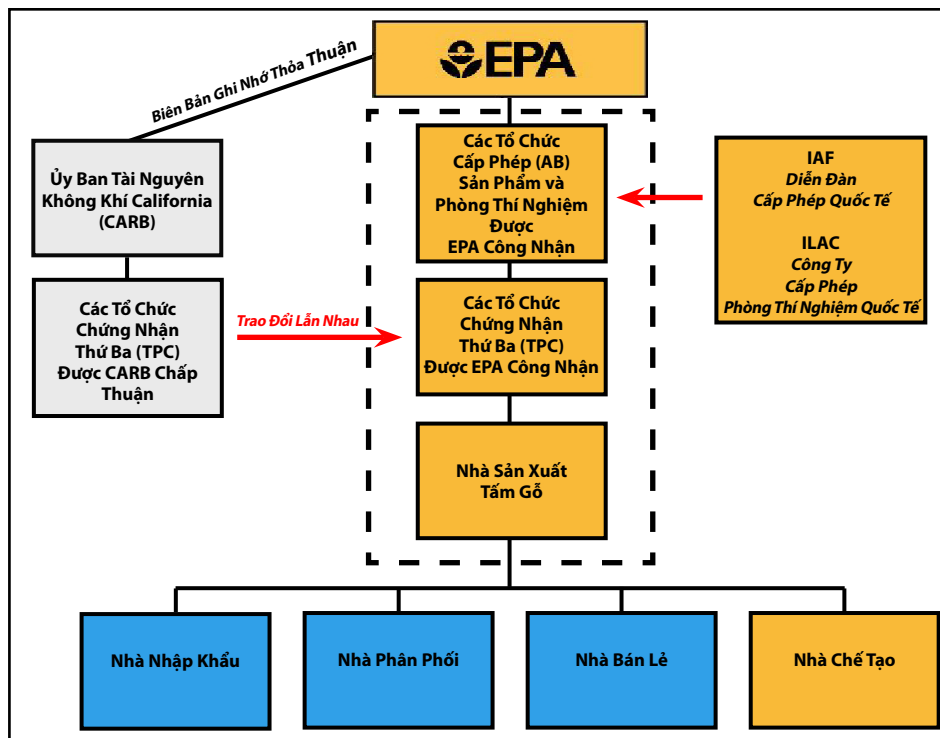 EPA
Biên Bản Ghi Nhớ Thỏa Thuận
Ủy Ban Tài Nguyên
Không Khí California
(CARB)
Các Tổ Chức
Cấp Phép (AB)
Sản Phẩm và
Phòng Thí Nghiệm
Được
EPA Công Nhận
IAF
Diễn Đàn
Cấp Phép Quốc Tế
ILAC
Công Ty
Cấp Phép
Phòng Thí Nghiệm Quốc Tế
Các Tổ Chức
Chứng Nhận
Thứ Ba (TPC)
Được CARB Chấp
Thuận
Trao Đổi Lẫn Nhau
Các Tổ Chức
Chứng Nhận
Thứ Ba (TPC)
Được EPA Công Nhận
Nhà Sản Xuất
Tấm Gỗ
Nhà Nhập Khẩu
Nhà Phân Phối
Nhà Bán Lẻ
Nhà Chế Tạo